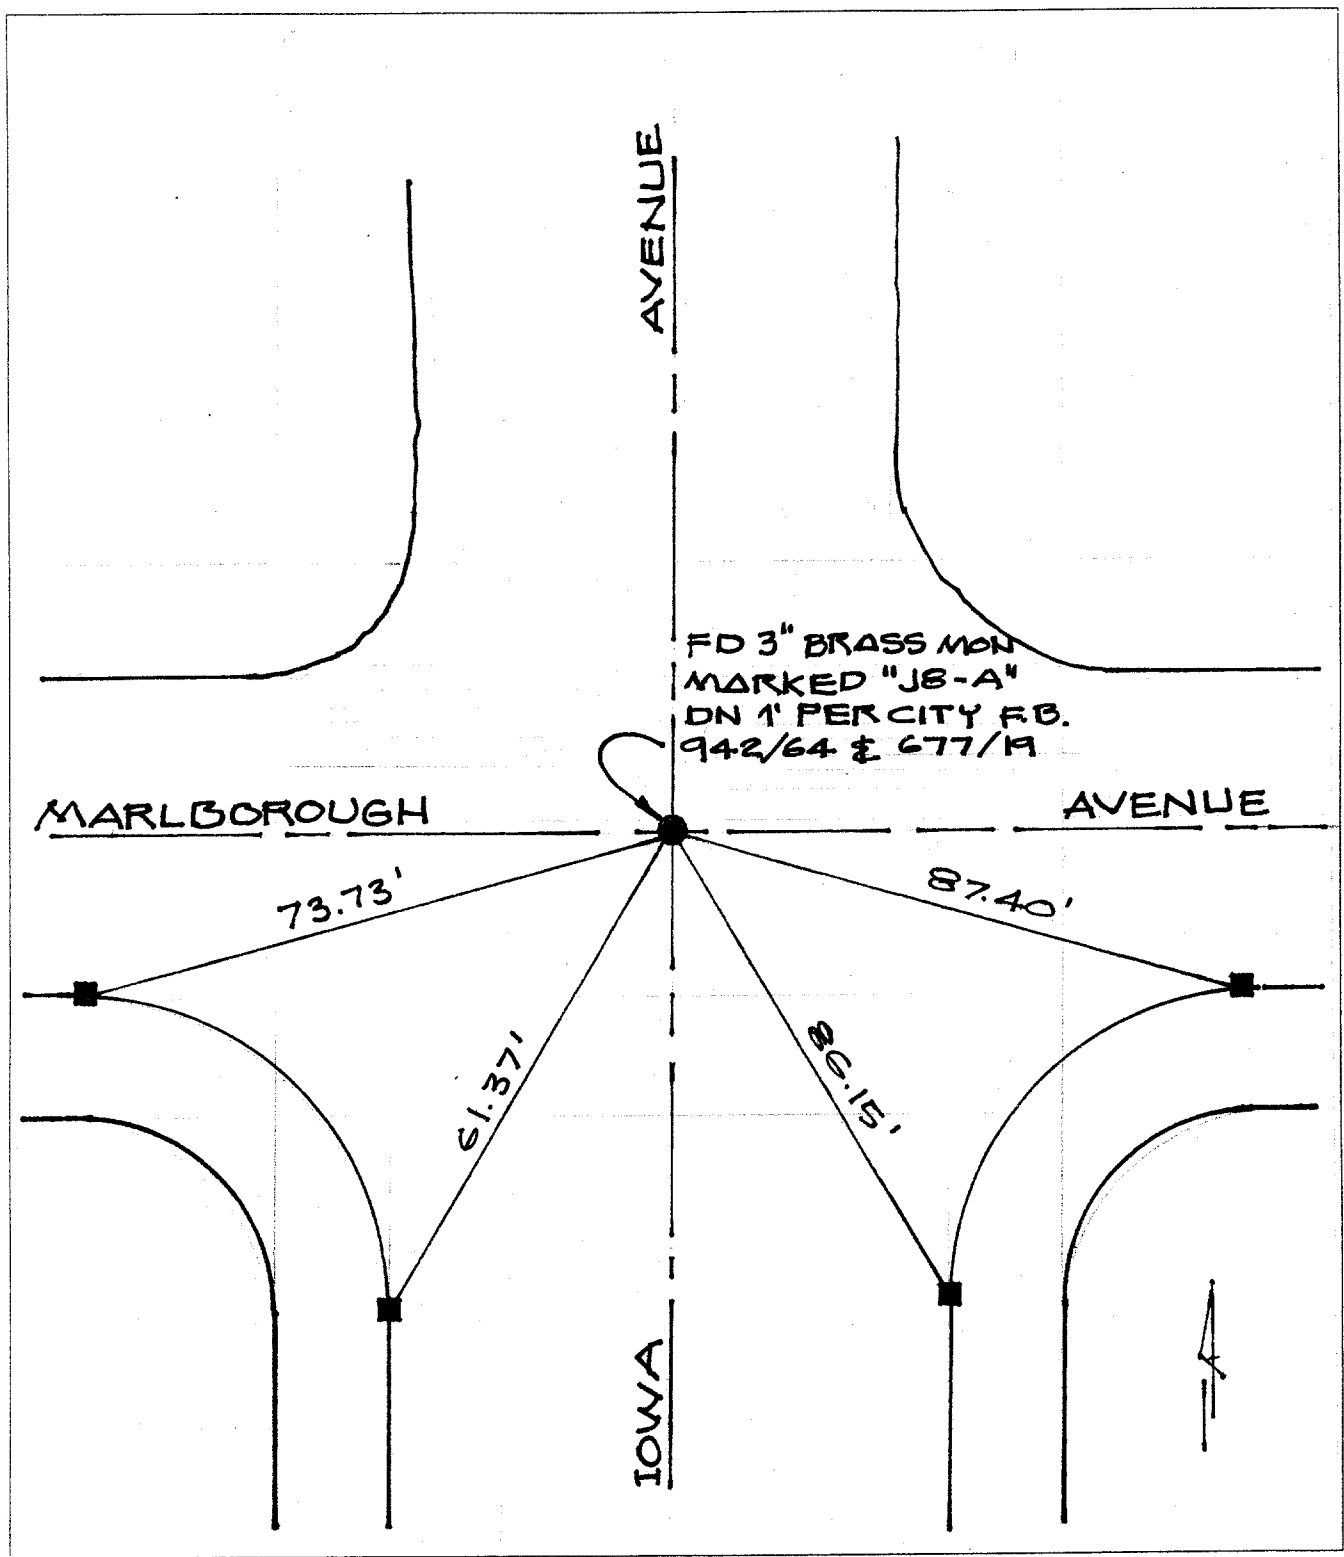 AVENUE
FD 3" BRASS MON
MARKED "J8-A"
DN 1' PER CITY F.B.
942/64 & 677/19
MARLBOROUGH
AVENUE
73.73'
87.40'
61.37'
86.15'
IOWA